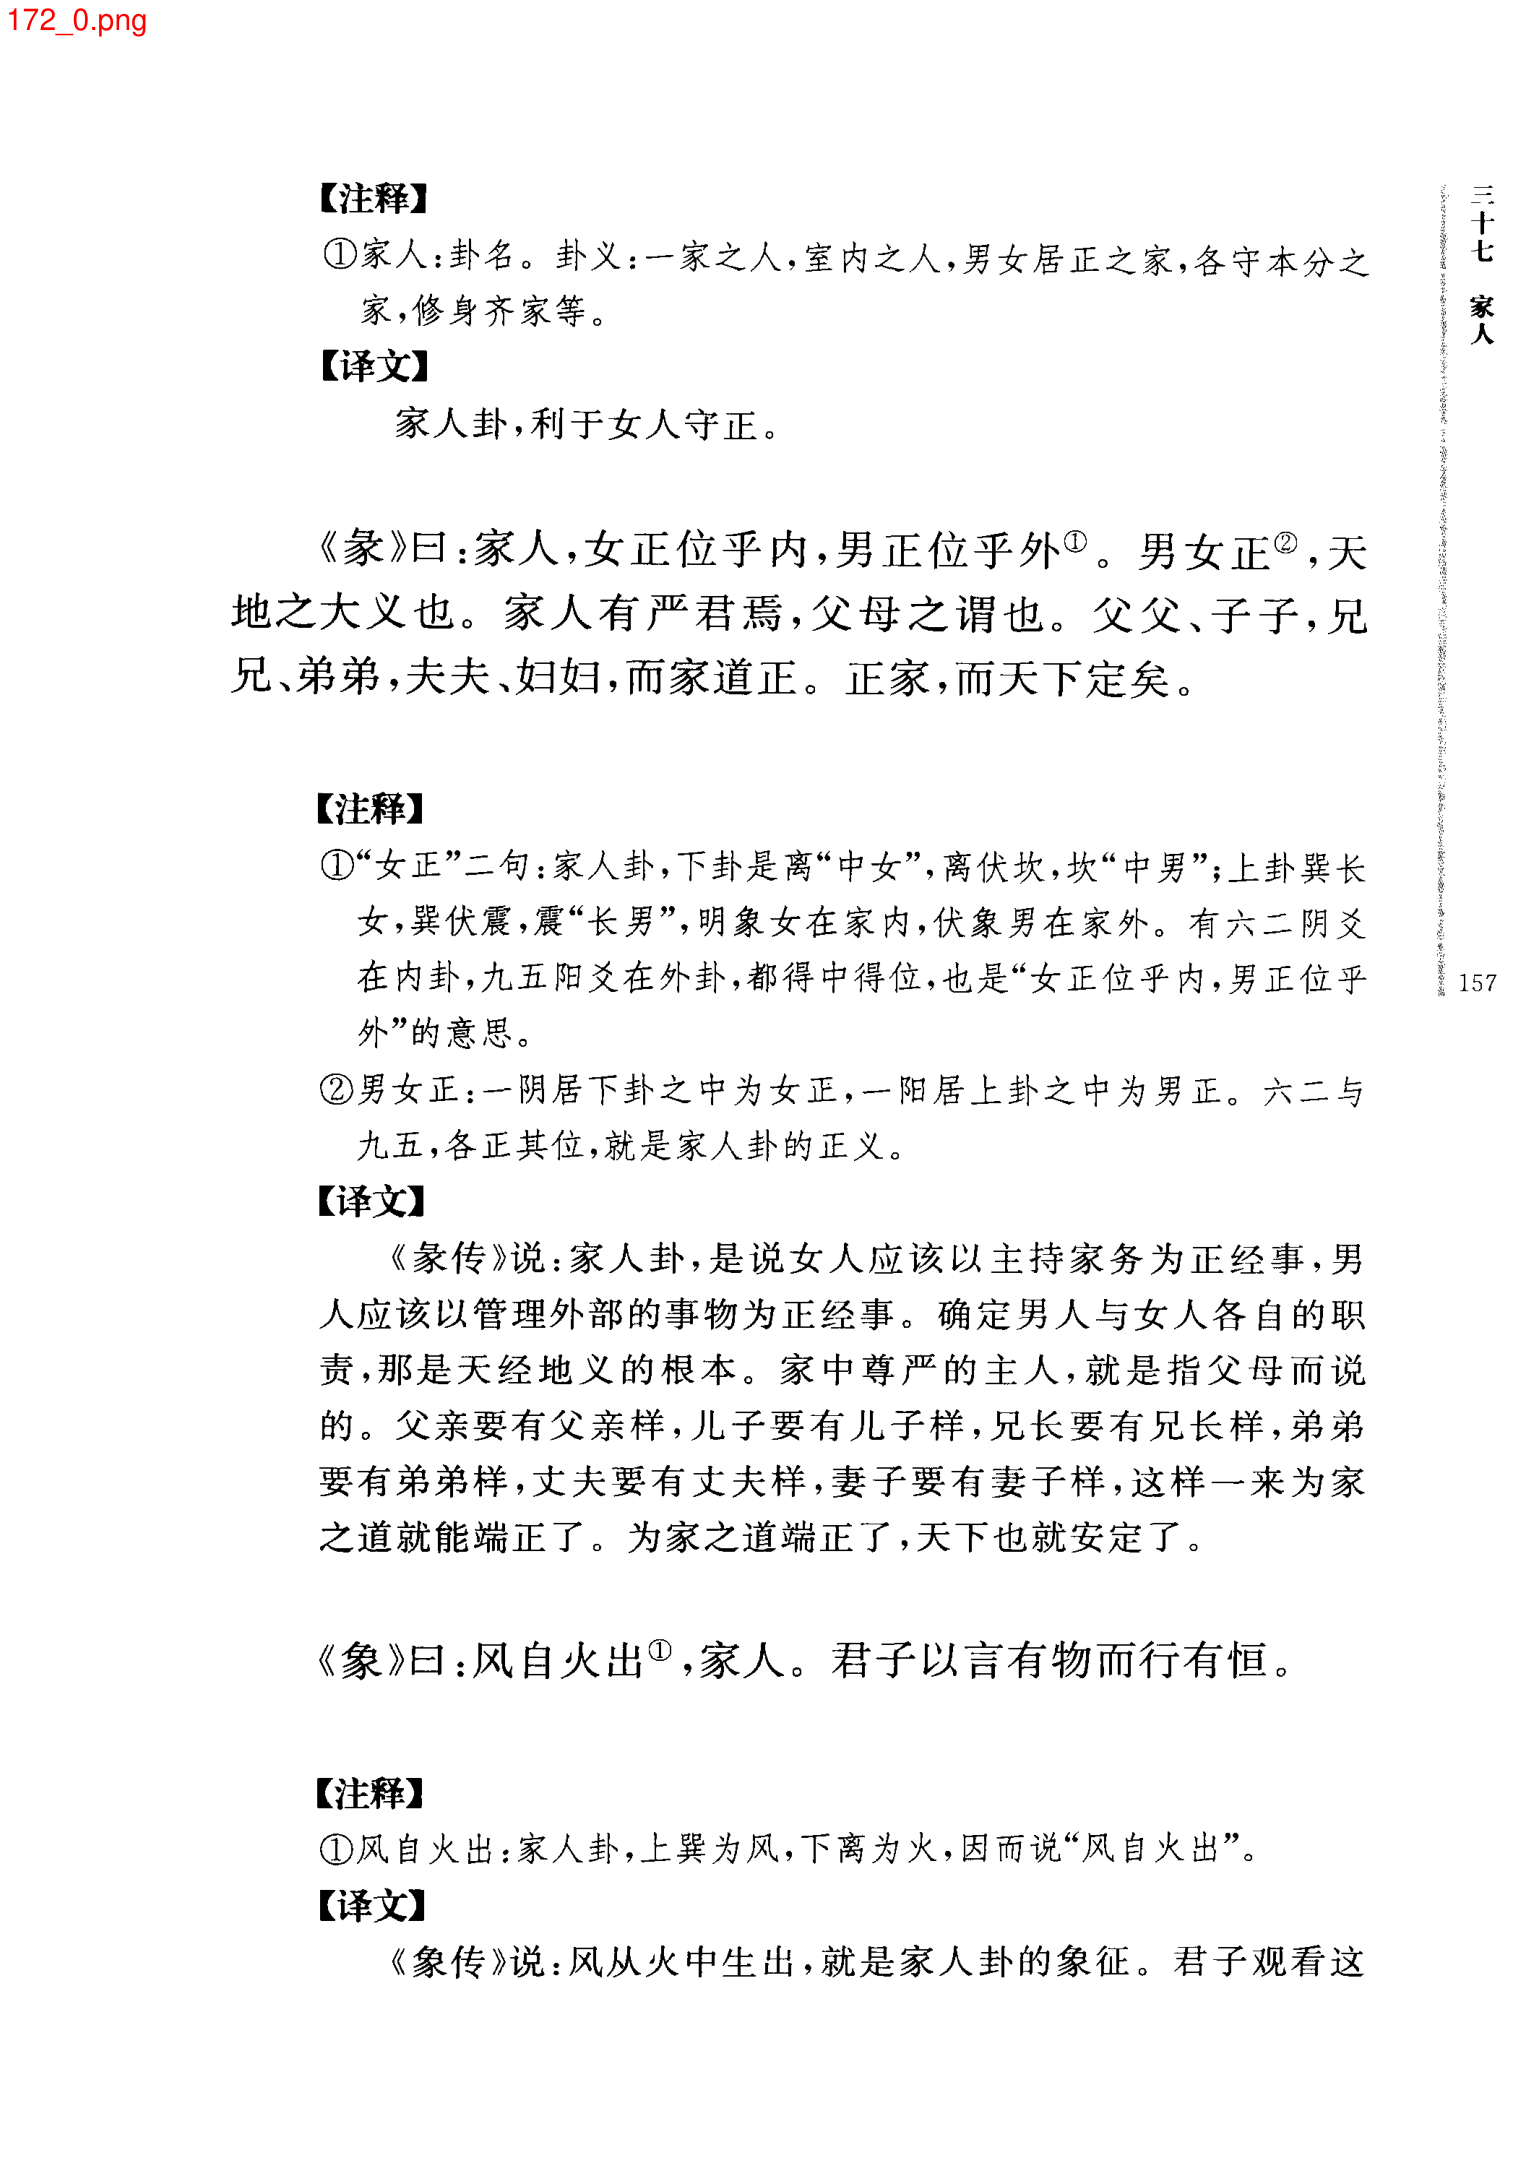 172_0.png
【注释】
①家人:卦名。卦义:一家之人,室内之人,男女居正之家,各守本分之
家,修身齐家等。
【译文】
家人卦,利于女人守正。
《彖》曰:家人,女正位乎内,男正位乎外①。男女正②,天
地之大义也。家人有严君焉,父母之谓也。父父、子子,兄
兄、弟弟,夫夫、妇妇,而家道正。正家,而天下定矣。
【注释】
①“女正”二句:家人卦,下卦是离“中女”,离伏坎,坎“中男”;上卦巽长
女,巽伏震,震“长男”,明象女在家内,伏象男在家外。有六二阴爻
在内卦,九五阳爻在外卦,都得中得位,也是“女正位乎内,男正位乎
外”的意思。
②男女正:一阴居下卦之中为女正,一阳居上卦之中为男正。六二与
九五,各正其位,就是家人卦的正义。
【译文】
《彖传》说:家人卦,是说女人应该以主持家务为正经事,男
人应该以管理外部的事物为正经事。确定男人与女人各自的职
责,那是天经地义的根本。家中尊严的主人,就是指父母而说
的。父亲要有父亲样,儿子要有儿子样,兄长要有兄长样,弟弟
要有弟弟样,丈夫要有丈夫样,妻子要有妻子样,这样一来为家
之道就能端正了。为家之道端正了,天下也就安定了。
《象》曰:风自火出①,家人。君子以言有物而行有恒。
【注释】
①风自火出:家人卦,上巽为风,下离为火,因而说“风自火出”。
【译文】
《象传》说:风从火中生出,就是家人卦的象征。君子观看这
三十七 家人
157